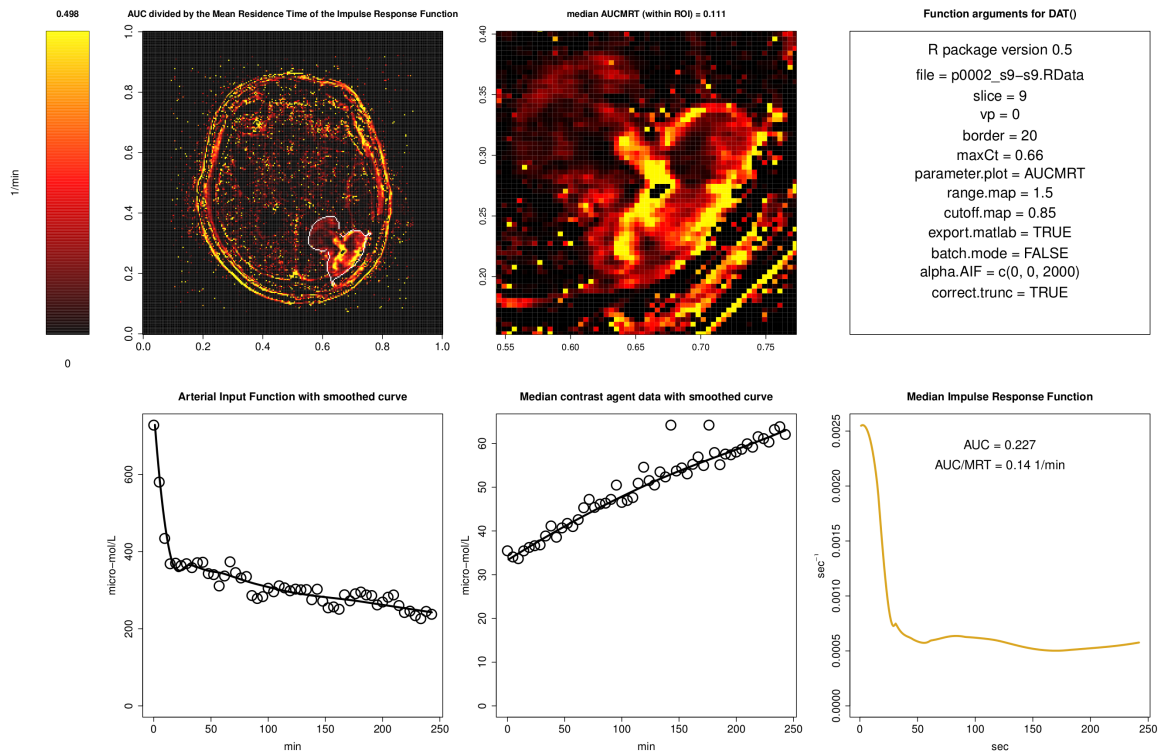 0.498
AUC divided by the Mean Residence Time of the Impulse Response Function
median AUCMRT (within ROI) = 0.111
Function arguments for DAT()
1/min
0
0.0 0.2 0.4 0.6 0.8 1.0
0.0 0.2 0.4 0.6 0.8 1.0
0.20 0.25 0.30 0.35 0.40
0.55 0.60 0.65 0.70 0.75
R package version 0.5
file = p0002_s9−s9.RData
slice = 9
vp = 0
border = 20
maxCt = 0.66
parameter.plot = AUCMRT
range.map = 1.5
cutoff.map = 0.85
export.matlab = TRUE
batch.mode = FALSE
alpha.AIF = c(0, 0, 2000)
correct.trunc = TRUE
Arterial Input Function with smoothed curve
micro−mol/L
0 200 400 600
0 50 100 150 200 250
min
Median contrast agent data with smoothed curve
micro−mol/L
0 10 20 30 40 50 60
0 50 100 150 200 250
min
Median Impulse Response Function
AUC = 0.227
AUC/MRT = 0.14 1/min
sec⁻¹
0.0000 0.0005 0.0010 0.0015 0.0020 0.0025
0 50 100 150 200 250
sec